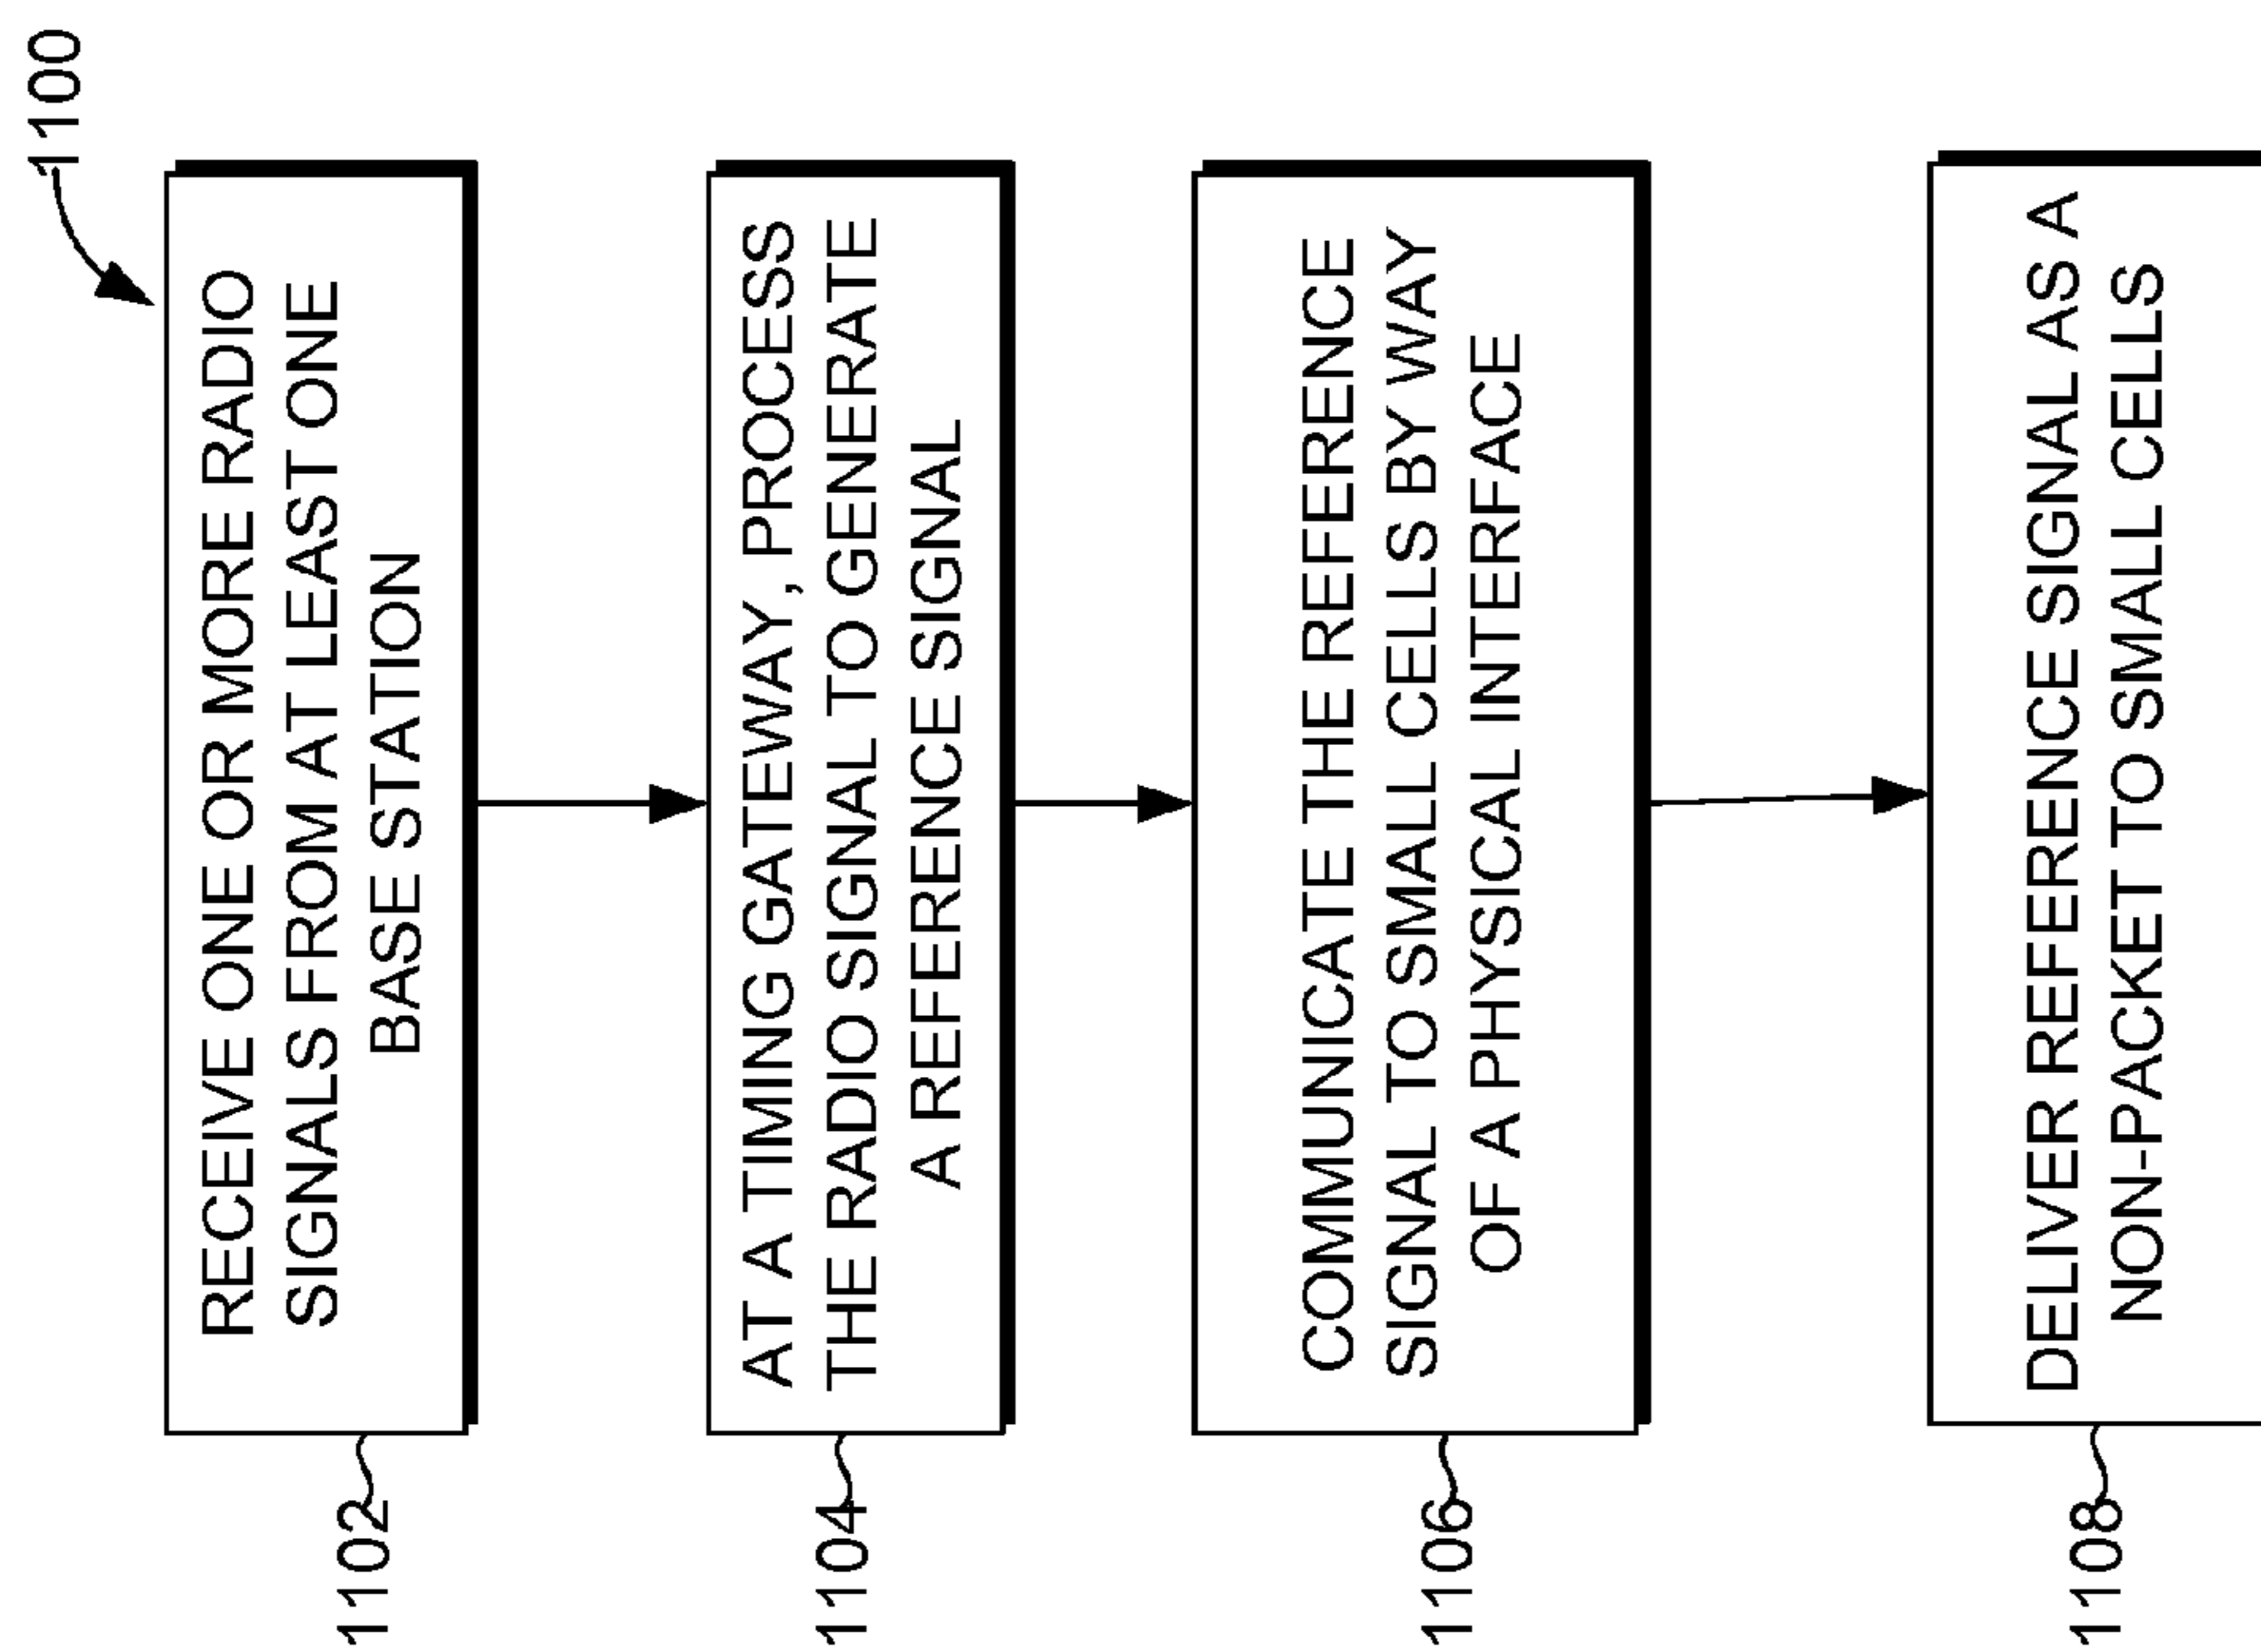 1100
RECEIVE ONE OR MORE RADIO
SIGNALS FROM AT LEAST ONE
BASE STATION
1102
AT A TIMING GATEWAY, PROCESS
THE RADIO SIGNAL TO GENERATE
A REFERENCE SIGNAL
1104
COMMUNICATE THE REFERENCE
SIGNAL TO SMALL CELLS BY WAY
OF A PHYSICAL INTERFACE
1106
DELIVER REFERENCE SIGNAL AS A
NON-PACKET TO SMALL CELLS
1108